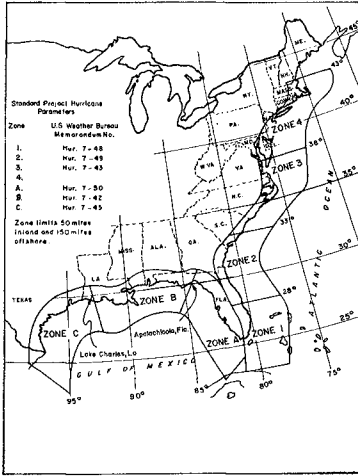 Standard Project Hurricane
Parameters
Zone U.S Weather Bureau
Memorandum No.
1. Hur. 7-48
2. Hur. 7-49
3. Hur. 7-43
4.
A. Hur. 7-50
B. Hur. 7-42
C. Hur. 7-45
Zone limits 50 miles
inland and 150 miles
offshore.
ME.
VT.
NH.
MASS.
N.Y.
PA.
W.VA
VA
N.C.
S.C.
GA.
ALA.
MISS.
LA.
TEXAS
FLA.
ZONE 4
ZONE 3
ZONE 2
ZONE 1
ZONE A
ZONE B
ZONE C
Apalachicola, Fla.
Lake Charles, La
GULF OF MEXICO
ATLANTIC
OCEAN
45°
43°
40°
38°
35°
33°
30°
28°
25°
95°
90°
85°
80°
75°